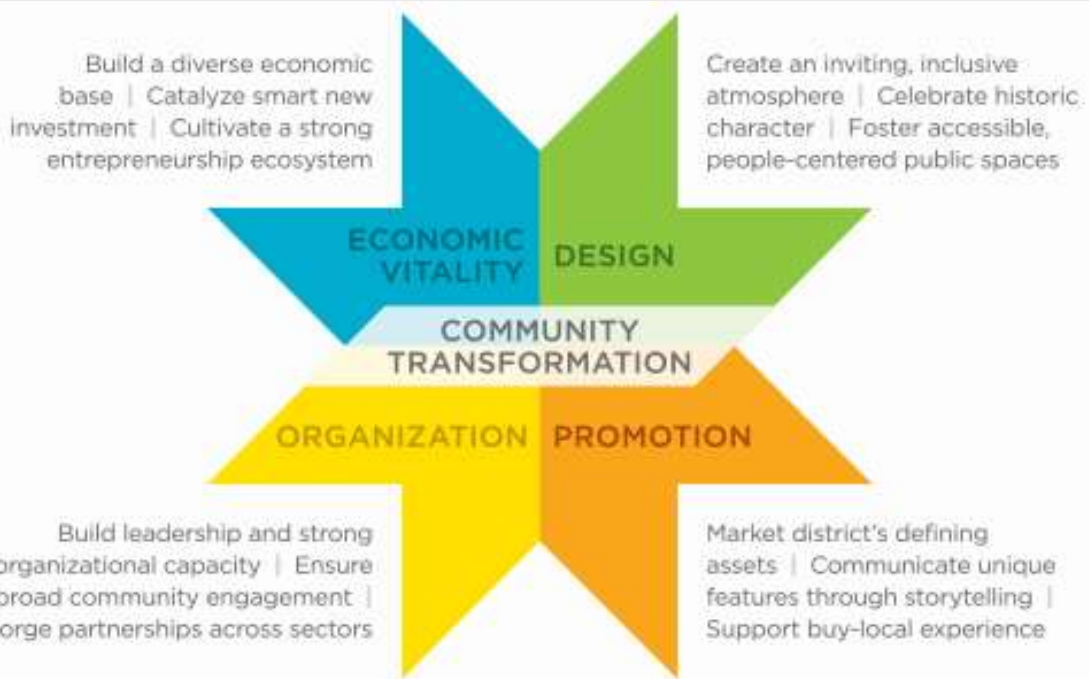 Build a diverse economic
base | Catalyze smart new
investment | Cultivate a strong
entrepreneurship ecosystem
Create an inviting, inclusive
atmosphere | Celebrate historic
character | Foster accessible,
people-centered public spaces
ECONOMIC
VITALITY
DESIGN
COMMUNITY
TRANSFORMATION
ORGANIZATION
PROMOTION
Build leadership and strong
organizational capacity | Ensure
broad community engagement |
orge partnerships across sectors
Market district's defining
assets | Communicate unique
features through storytelling |
Support buy-local experience